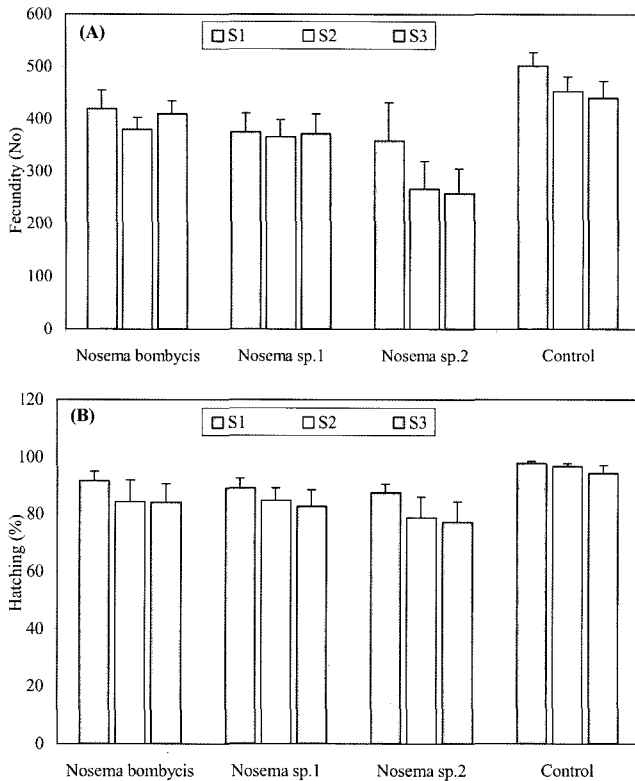 600
(A)
S1 S2 S3
500
400
300
200
100
0
Fecundity (No)
Nosema bombycis Nosema sp.1 Nosema sp.2 Control
120
(B)
S1 S2 S3
100
80
60
40
20
0
Hatching (%)
Nosema bombycis Nosema sp.1 Nosema sp.2 Control